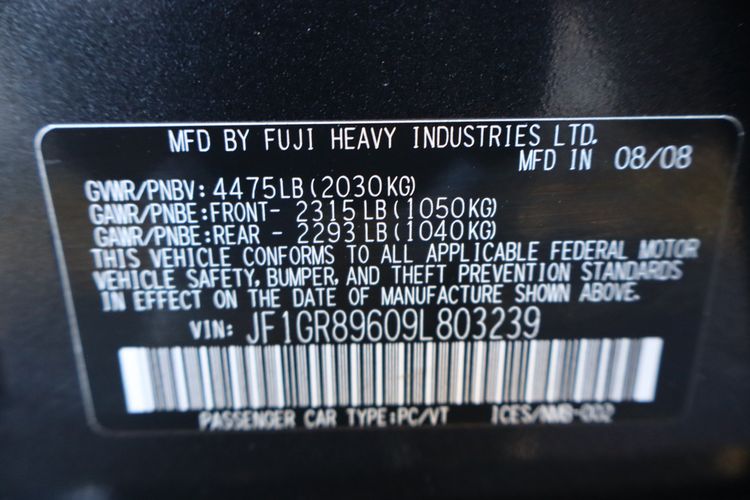 MFD BY FUJI HEAVY INDUSTRIES LTD.
MFD IN 08/08
GVWR/PNBV: 4475LB(2030KG)
GAWR/PNBE:FRONT- 2315LB(1050KG)
GAWR/PNBE:REAR - 2293LB(1040KG)
THIS VEHICLE CONFORMS TO ALL APPLICABLE FEDERAL MOTOR
VEHICLE SAFETY, BUMPER, AND THEFT PREVENTION STANDARDS
IN EFFECT ON THE DATE OF MANUFACTURE SHOWN ABOVE.
VIN: JF1GR89609L803239
PASSENGER CAR TYPE:PC/VT ICES/NMB-002